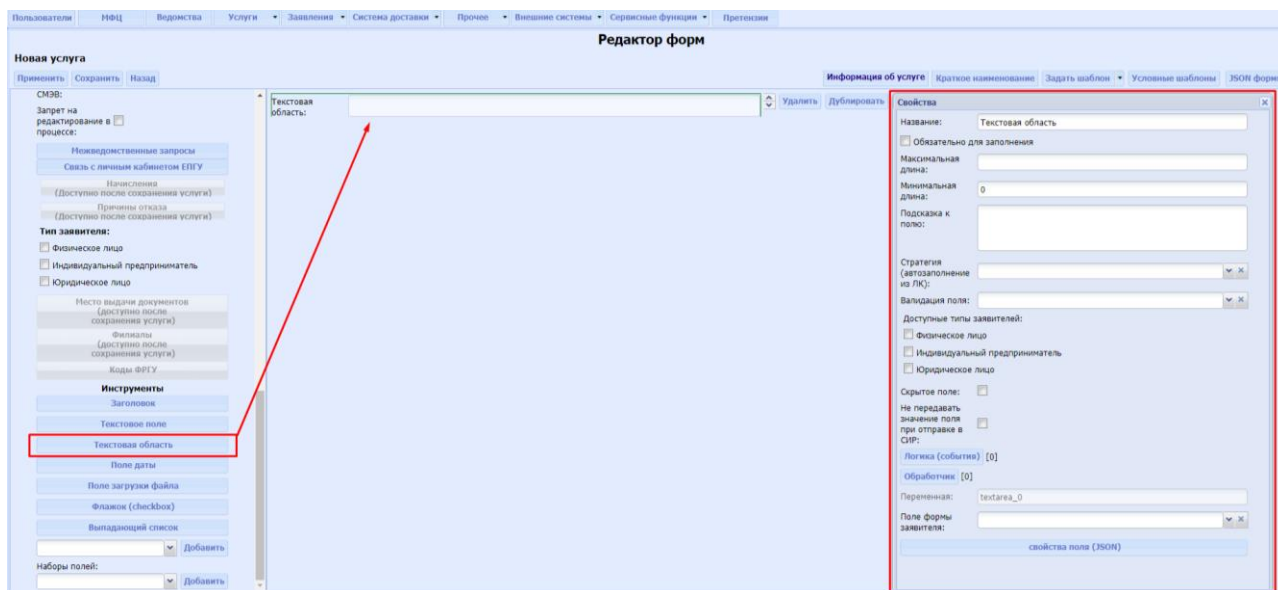 Пользователи МФЦ Ведомства Услуги Заявления Система доставки Прочее Внешние системы Сервисные функции Претензии
Редактор форм
Новая услуга
Применить Сохранить Назад
Информация об услуге Краткое наименование Задать шаблон Условные шаблоны JSON форм
СМЭВ:
Запрет на
редактирование в
процессе:
Межведомственные запросы
Связь с личным кабинетом ЕПГУ
Начисления
(Доступно после сохранения услуги)
Причины отказа
(Доступно после сохранения услуги)
Тип заявителя:
Физическое лицо
Индивидуальный предприниматель
Юридическое лицо
Место выдачи документов
(доступно после
сохранения услуги)
Филиалы
(доступно после
сохранения услуги)
Коды ФРГУ
Инструменты
Заголовок
Текстовое поле
Текстовая область
Поле даты
Поле загрузки файла
Флажок (checkbox)
Выпадающий список
Добавить
Наборы полей:
Добавить
Текстовая
область:
Удалить Дублировать
Свойства
Название: Текстовая область
Обязательно для заполнения
Максимальная
длина:
Минимальная
длина: 0
Подсказка к
полю:
Стратегия
(автозаполнение
из ЛК):
Валидация поля:
Доступные типы заявителей:
Физическое лицо
Индивидуальный предприниматель
Юридическое лицо
Скрытое поле:
Не передавать
значение поля
при отправке в
СИР:
Логика (события) [0]
Обработчик [0]
Переменная: textarea_0
Поле формы
заявителя:
свойства поля (JSON)